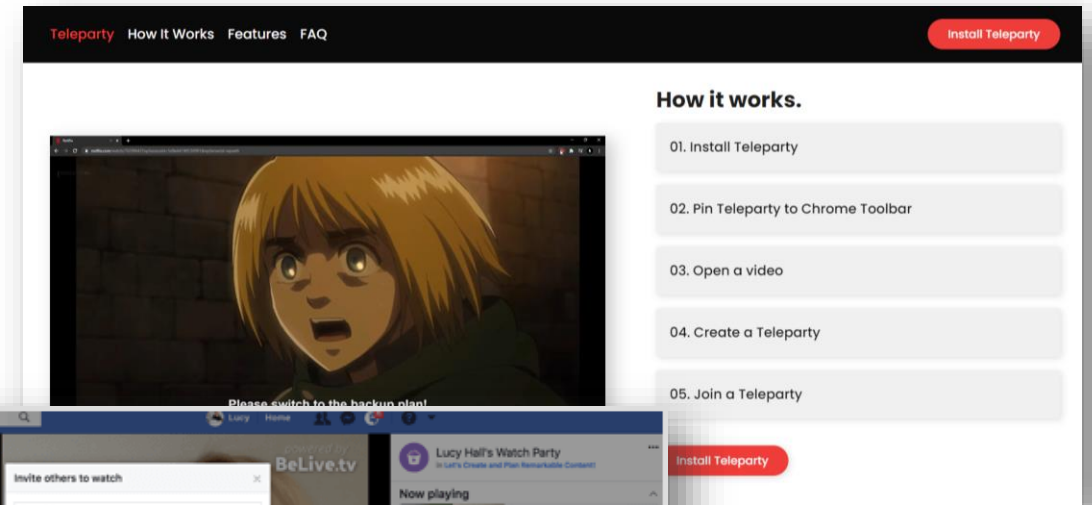 Teleparty How It Works Features FAQ
Install Teleparty
How it works.
01. Install Teleparty
02. Pin Teleparty to Chrome Toolbar
03. Open a video
04. Create a Teleparty
05. Join a Teleparty
Install Teleparty
Please switch to the backup plan!
Lucy Home
powered by
BeLive.tv
Invite others to watch
Lucy Hall's Watch Party
in Let's Create and Plan Remarkable Content!
Now playing